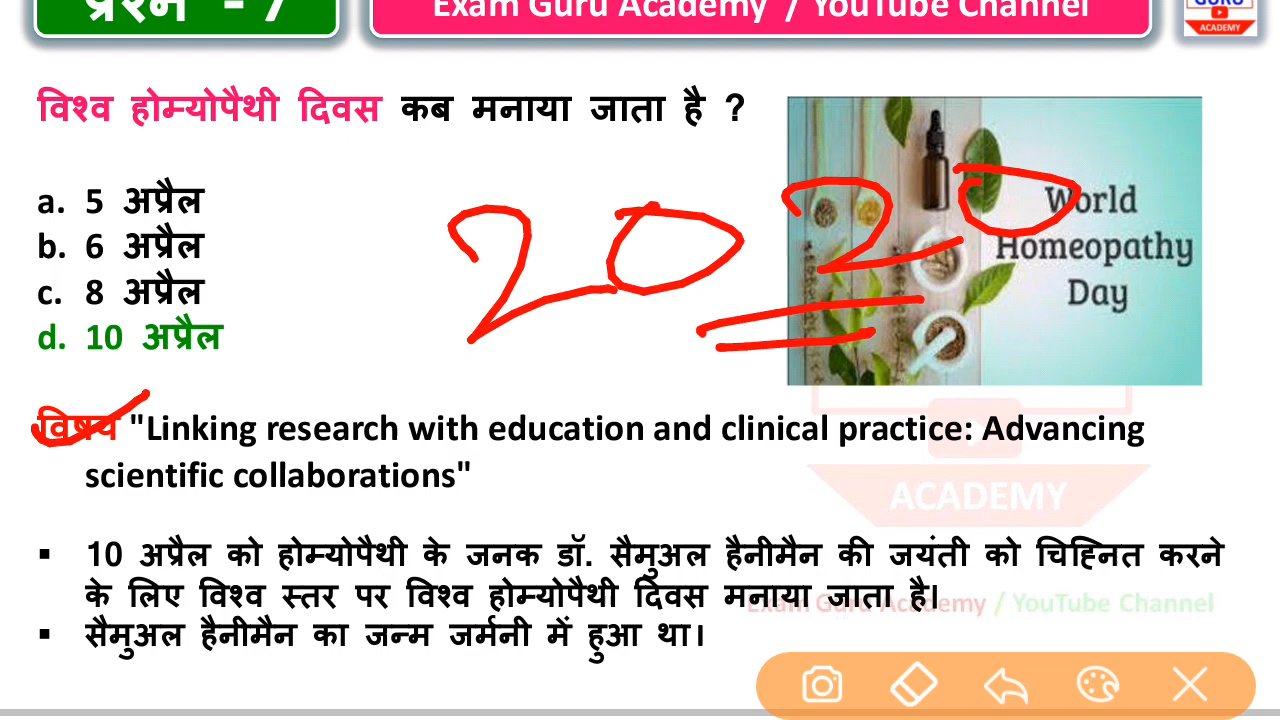 प्रश्न - 7
Exam Guru Academy / YouTube Channel
GURU
ACADEMY
विश्व होम्योपैथी दिवस कब मनाया जाता है ?
a. 5 अप्रैल
b. 6 अप्रैल
c. 8 अप्रैल
d. 10 अप्रैल
2020
World
Homeopathy
Day
विषय "Linking research with education and clinical practice: Advancing
scientific collaborations"
ACADEMY
▪ 10 अप्रैल को होम्योपैथी के जनक डॉ. सैमुअल हैनीमैन की जयंती को चिह्नित करने
के लिए विश्व स्तर पर विश्व होम्योपैथी दिवस मनाया जाता है।
Exam Guru Academy / YouTube Channel
▪ सैमुअल हैनीमैन का जन्म जर्मनी में हुआ था।